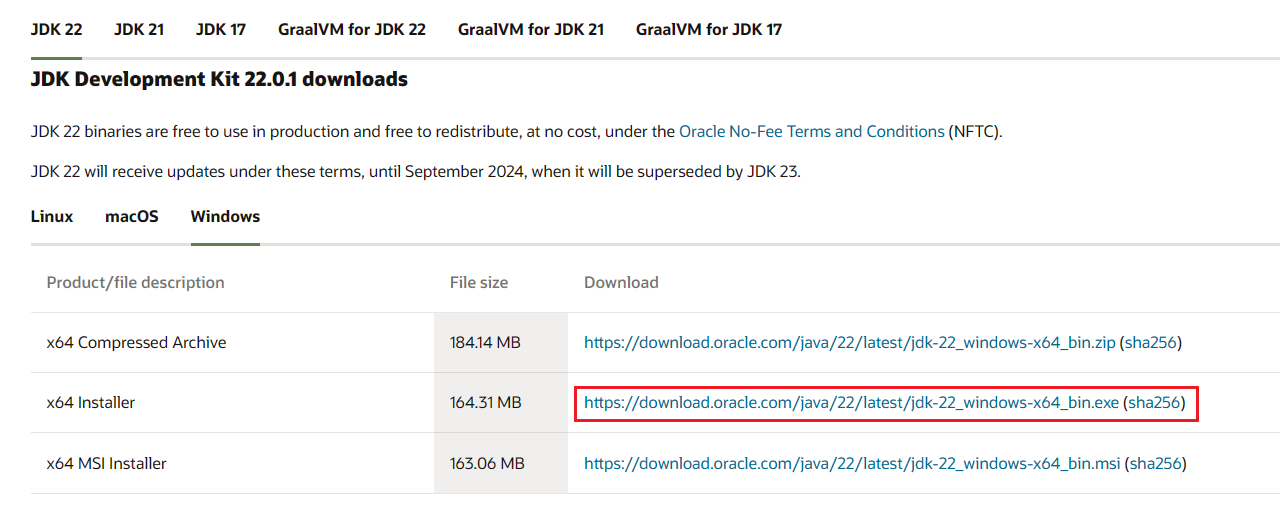 JDK 22 JDK 21 JDK 17 GraalVM for JDK 22 GraalVM for JDK 21 GraalVM for JDK 17
JDK Development Kit 22.0.1 downloads
JDK 22 binaries are free to use in production and free to redistribute, at no cost, under the Oracle No-Fee Terms and Conditions (NFTC).
JDK 22 will receive updates under these terms, until September 2024, when it will be superseded by JDK 23.
Linux macOS Windows
Product/file description File size Download
x64 Compressed Archive 184.14 MB https://download.oracle.com/java/22/latest/jdk-22_windows-x64_bin.zip (sha256)
x64 Installer 164.31 MB https://download.oracle.com/java/22/latest/jdk-22_windows-x64_bin.exe (sha256)
x64 MSI Installer 163.06 MB https://download.oracle.com/java/22/latest/jdk-22_windows-x64_bin.msi (sha256)